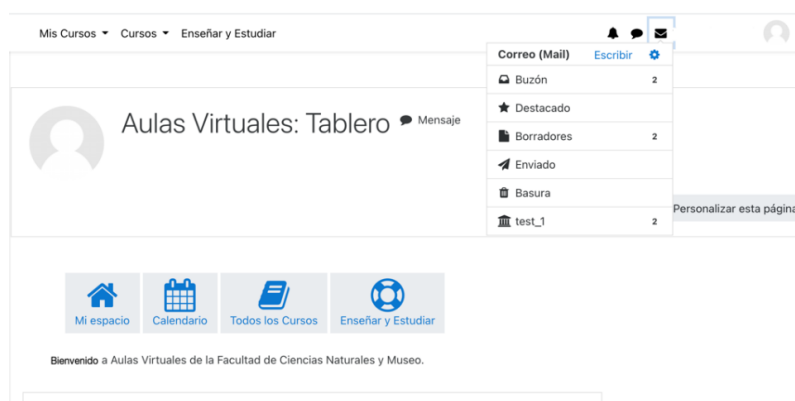 Mis Cursos Cursos Enseñar y Estudiar
Correo (Mail) Escribir
Buzón 2
Destacado
Borradores 2
Enviado
Basura
test_1 2
Aulas Virtuales: Tablero Mensaje
Personalizar esta página
Mi espacio Calendario Todos los Cursos Enseñar y Estudiar
Bienvenido a Aulas Virtuales de la Facultad de Ciencias Naturales y Museo.